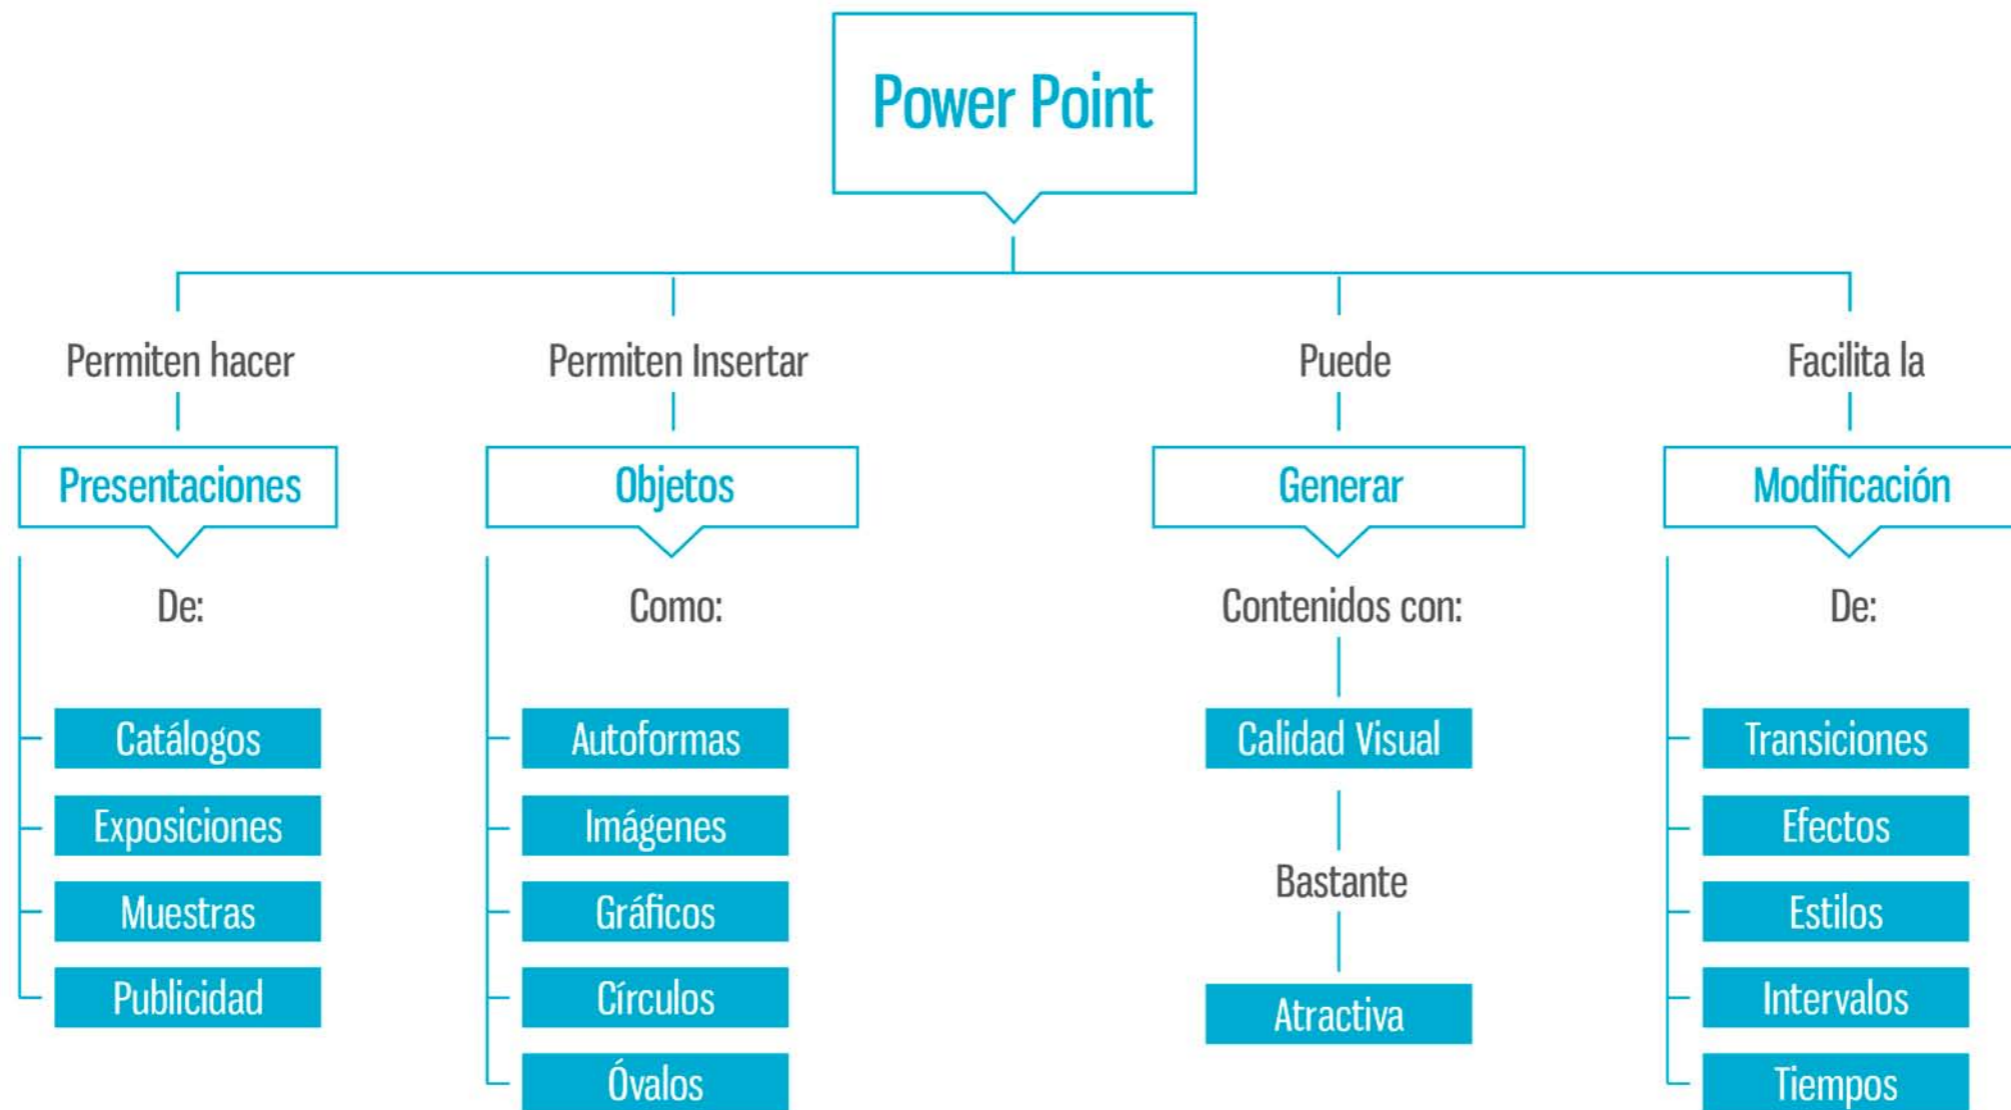 Power Point
Permiten hacer
Presentaciones
De:
Catálogos
Exposiciones
Muestras
Publicidad
Permiten Insertar
Objetos
Como:
Autoformas
Imágenes
Gráficos
Círculos
Óvalos
Puede
Generar
Contenidos con:
Calidad Visual
Bastante
Atractiva
Facilita la
Modificación
De:
Transiciones
Efectos
Estilos
Intervalos
Tiempos